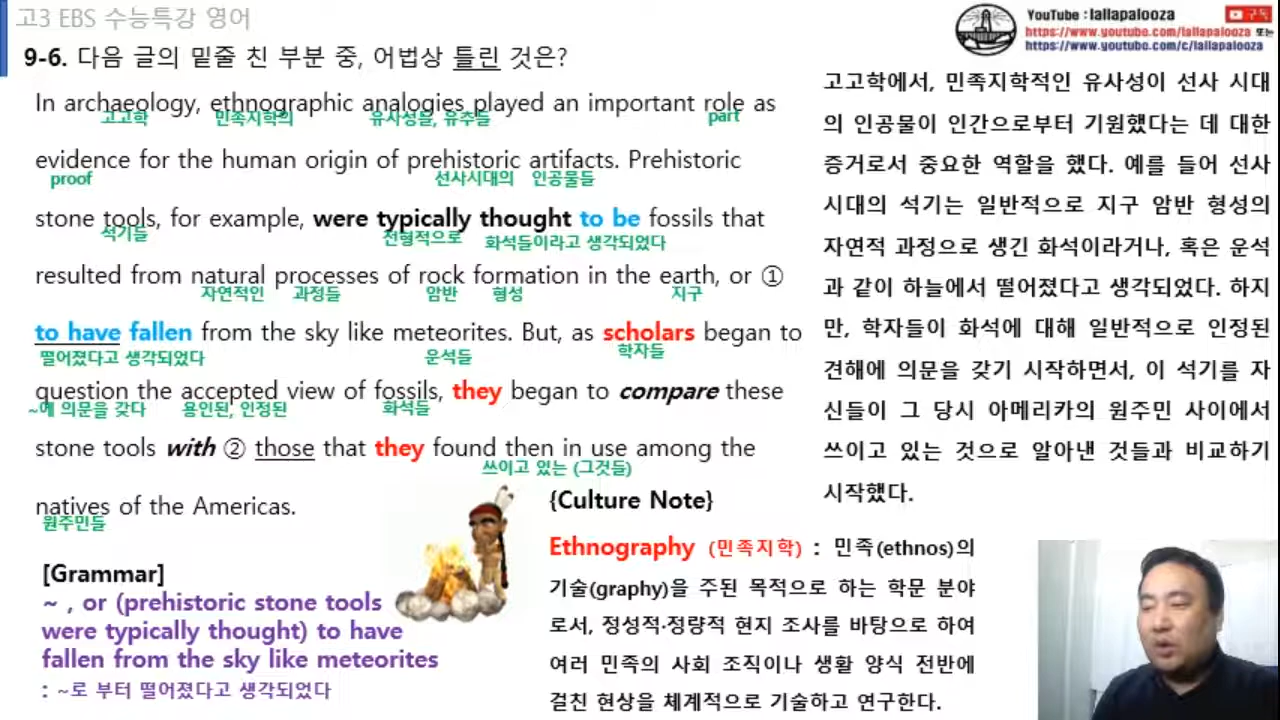 고3 EBS 수능특강 영어
YouTube : lallapalooza
구독
https://www.youtube.com/lallapalooza 또는
https://www.youtube.com/c/lallapalooza
9-6. 다음 글의 밑줄 친 부분 중, 어법상 틀린 것은?
In archaeology, ethnographic analogies played an important role as
고고학 민족지학의 유사성들, 유추들 part
evidence for the human origin of prehistoric artifacts. Prehistoric
proof 선사시대의 인공물들
stone tools, for example, were typically thought to be fossils that
석기들 전형적으로 화석들이라고 생각되었다
resulted from natural processes of rock formation in the earth, or ①
자연적인 과정들 암반 형성 지구
to have fallen from the sky like meteorites. But, as scholars began to
떨어졌다고 생각되었다 운석들 학자들
question the accepted view of fossils, they began to compare these
~에 의문을 갖다 용인된, 인정된 화석들
stone tools with ② those that they found then in use among the
쓰이고 있는 (그것들)
natives of the Americas.
원주민들
고고학에서, 민족지학적인 유사성이 선사 시대
의 인공물이 인간으로부터 기원했다는 데 대한
증거로서 중요한 역할을 했다. 예를 들어 선사
시대의 석기는 일반적으로 지구 암반 형성의
자연적 과정으로 생긴 화석이라거나, 혹은 운석
과 같이 하늘에서 떨어졌다고 생각되었다. 하지
만, 학자들이 화석에 대해 일반적으로 인정된
견해에 의문을 갖기 시작하면서, 이 석기를 자
신들이 그 당시 아메리카의 원주민 사이에서
쓰이고 있는 것으로 알아낸 것들과 비교하기
시작했다.
[Grammar]
~ , or (prehistoric stone tools
were typically thought) to have
fallen from the sky like meteorites
: ~로 부터 떨어졌다고 생각되었다
{Culture Note}
Ethnography (민족지학) : 민족(ethnos)의
기술(graphy)을 주된 목적으로 하는 학문 분야
로서, 정성적·정량적 현지 조사를 바탕으로 하여
여러 민족의 사회 조직이나 생활 양식 전반에
걸친 현상을 체계적으로 기술하고 연구한다.